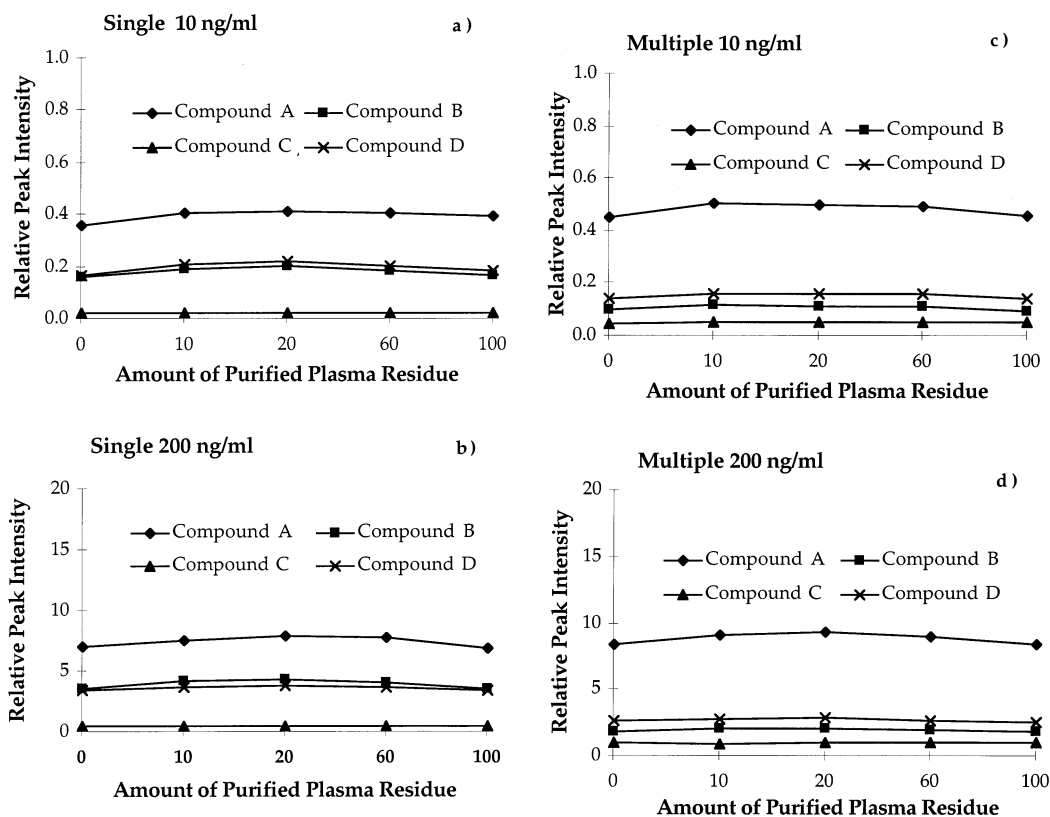 Single 10 ng/ml
a )
Relative Peak Intensity
1.0
0.8
0.6
0.4
0.2
0.0
Compound A
Compound B
Compound C
Compound D
0 10 20 60 100
Amount of Purified Plasma Residue
Multiple 10 ng/ml
c )
Relative Peak Intensity
1.0
0.8
0.6
0.4
0.2
0.0
Compound A
Compound B
Compound C
Compound D
0 10 20 60 100
Amount of Purified Plasma Residue
Single 200 ng/ml
b )
Relative Peak Intensity
20
15
10
5
0
Compound A
Compound B
Compound C
Compound D
0 10 20 60 100
Amount of Purified Plasma Residue
Multiple 200 ng/ml
d )
Relative Peak Intensity
20
15
10
5
0
Compound A
Compound B
Compound C
Compound D
0 10 20 60 100
Amount of Purified Plasma Residue